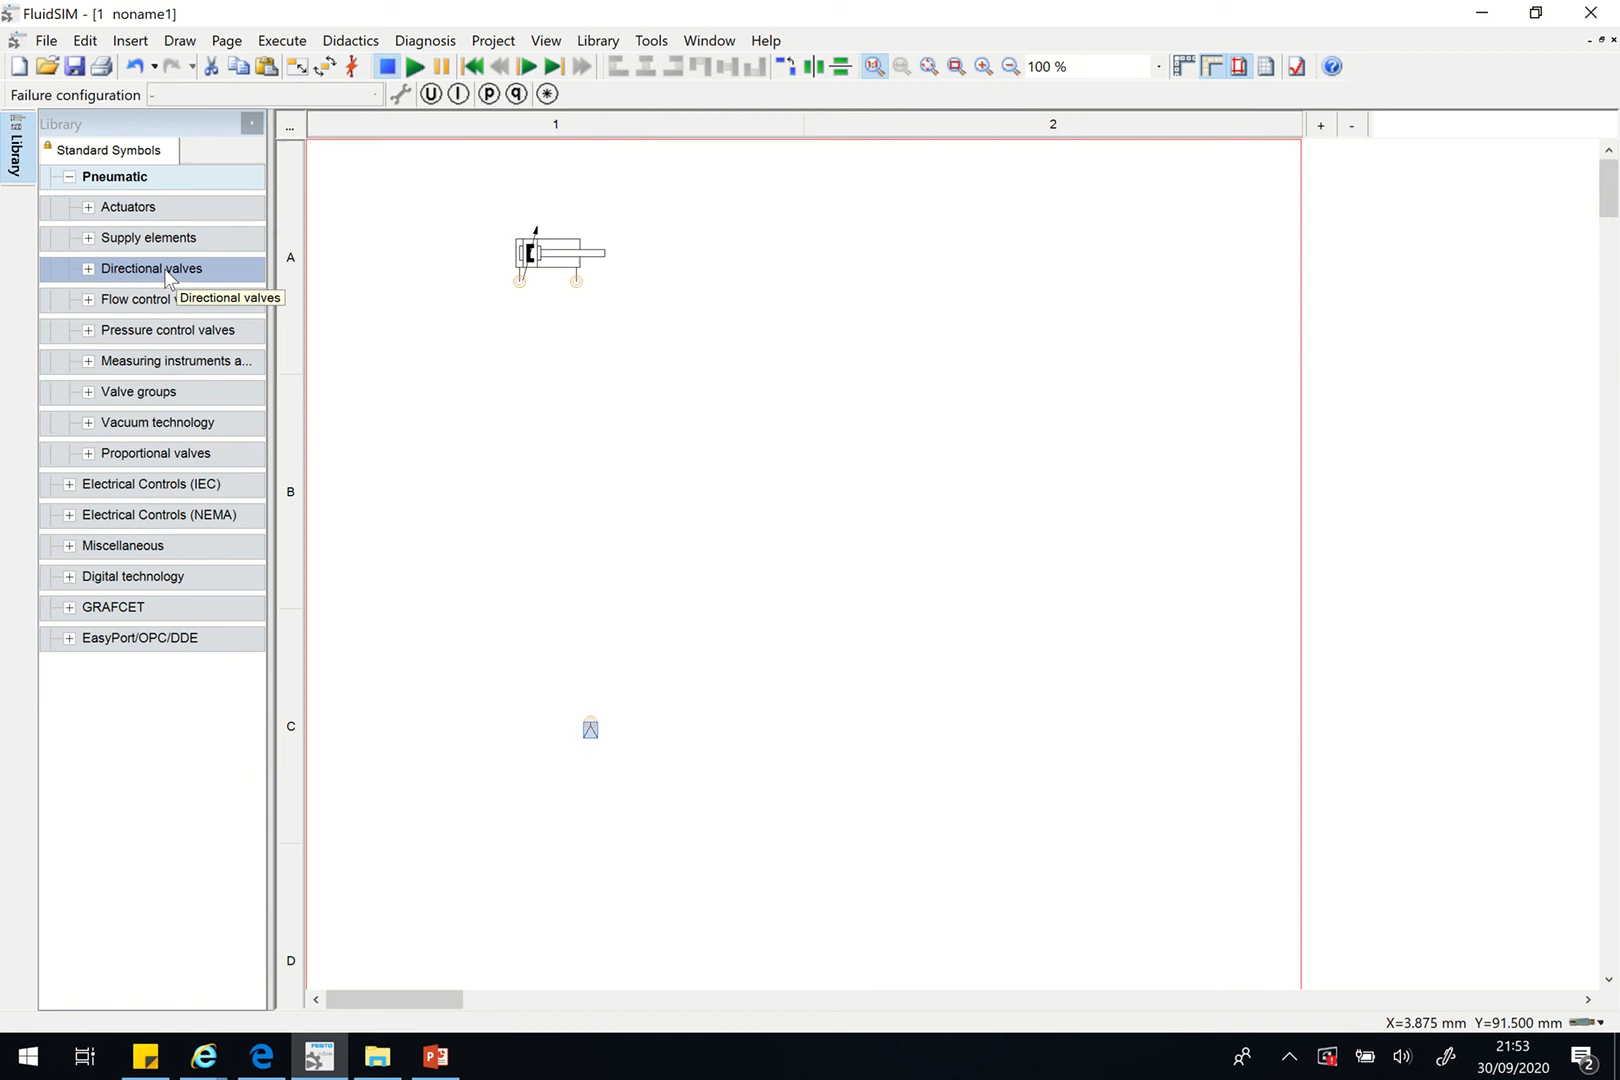 FluidSIM - [1 noname1]
File Edit Insert Draw Page Execute Didactics Diagnosis Project View Library Tools Window Help
100 %
Failure configuration -
Library
Library
Standard Symbols
Pneumatic
Actuators
Supply elements
Directional valves
Directional valves
Flow control
Pressure control valves
Measuring instruments a...
Valve groups
Vacuum technology
Proportional valves
Electrical Controls (IEC)
Electrical Controls (NEMA)
Miscellaneous
Digital technology
GRAFCET
EasyPort/OPC/DDE
... 1 2 + -
A
B
C
D
X=3.875 mm Y=91.500 mm
FESTO
21:53
30/09/2020
2